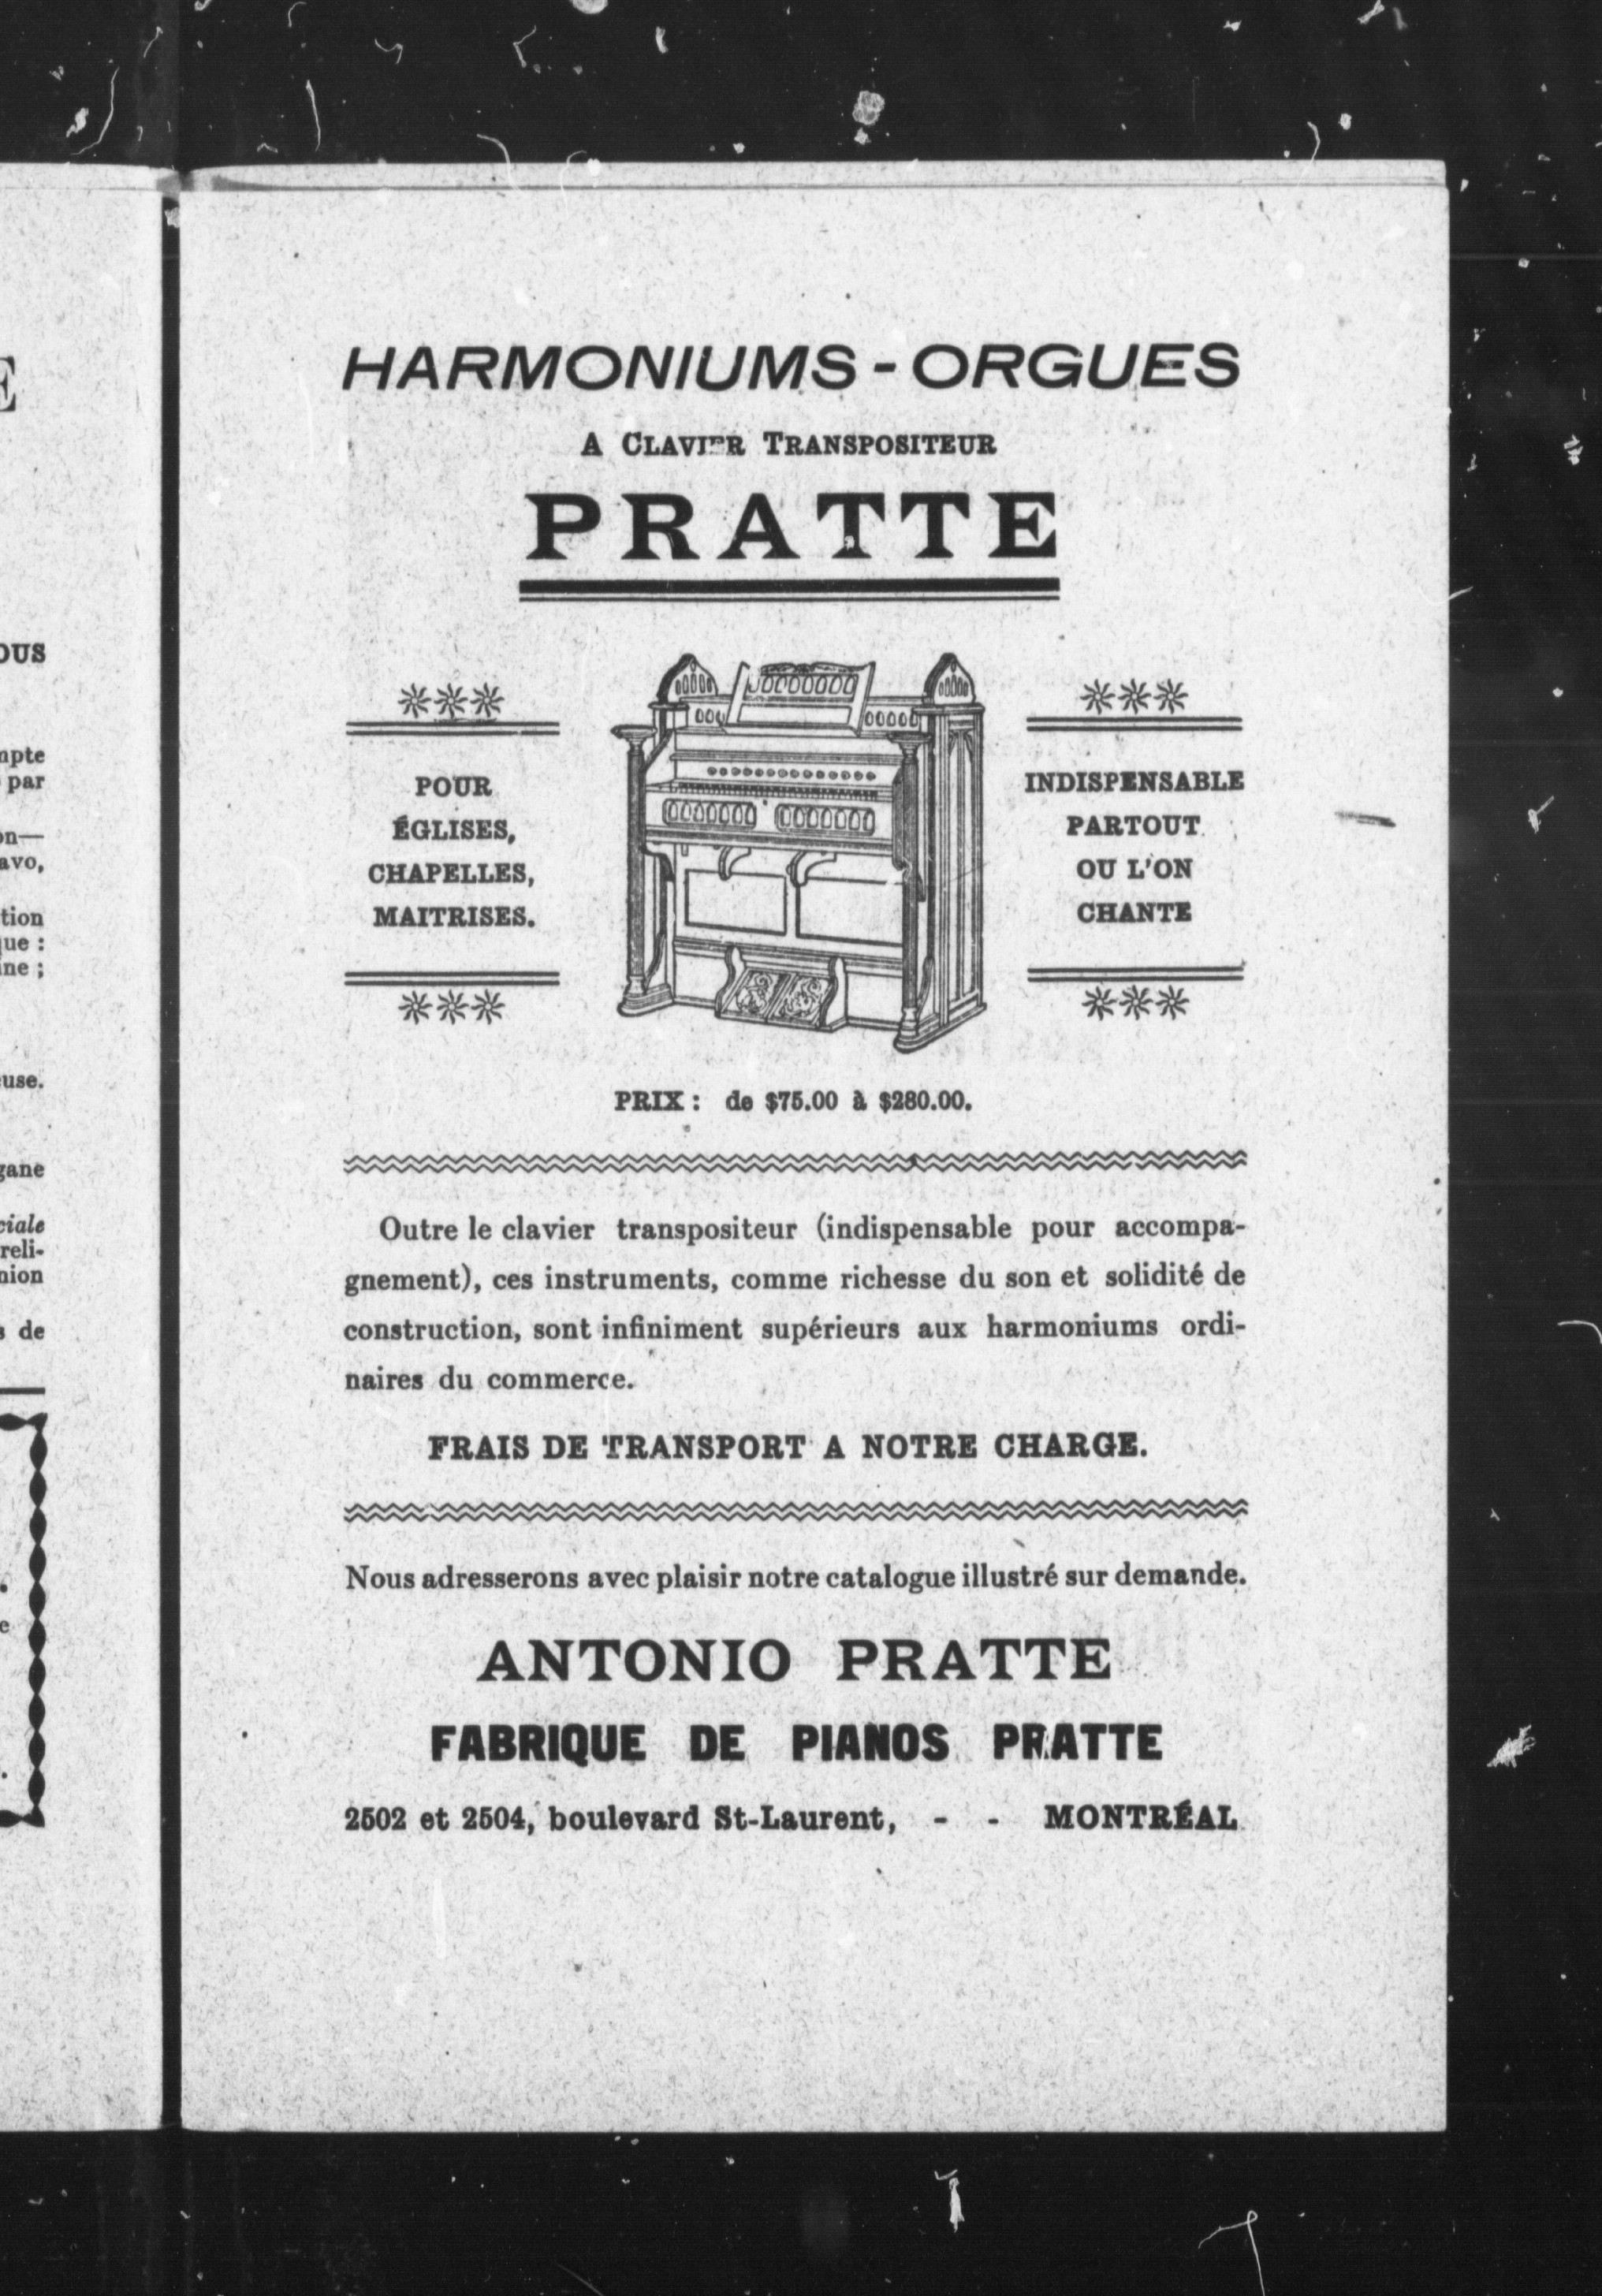 HARMONIUMS - ORGUES
A CLAVIER TRANSPOSITEUR
PRATTE
POUR
ÉGLISES,
CHAPELLES,
MAITRISES.
INDISPENSABLE
PARTOUT
OU L'ON
CHANTE
PRIX : de $75.00 à $280.00.
Outre le clavier transpositeur (indispensable pour accompa-
gnement), ces instruments, comme richesse du son et solidité de
construction, sont infiniment supérieurs aux harmoniums ordi-
naires du commerce.
FRAIS DE TRANSPORT A NOTRE CHARGE.
Nous adresserons avec plaisir notre catalogue illustré sur demande.
ANTONIO PRATTE
FABRIQUE DE PIANOS PRATTE
2502 et 2504, boulevard St-Laurent, - - MONTRÉAL